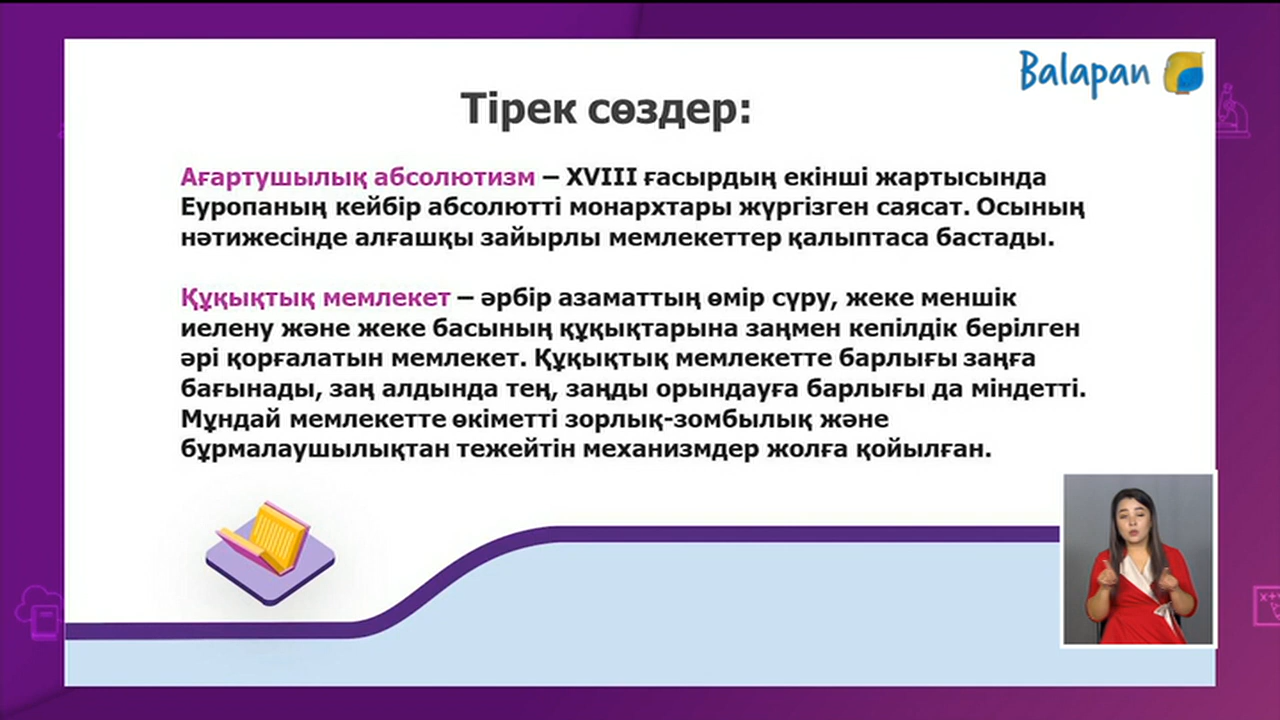 Balapan
Тірек сөздер:
Ағартушылық абсолютизм – XVIII ғасырдың екінші жартысында
Еуропаның кейбір абсолютті монархтары жүргізген саясат. Осының
нәтижесінде алғашқы зайырлы мемлекеттер қалыптаса бастады.
Құқықтық мемлекет – әрбір азаматтың өмір сүру, жеке меншік
иелену және жеке басының құқықтарына заңмен кепілдік берілген
әрі қорғалатын мемлекет. Құқықтық мемлекетте барлығы заңға
бағынады, заң алдында тең, заңды орындауға барлығы да міндетті.
Мұндай мемлекетте өкіметті зорлық-зомбылық және
бұрмалаушылықтан тежейтін механизмдер жолға қойылған.